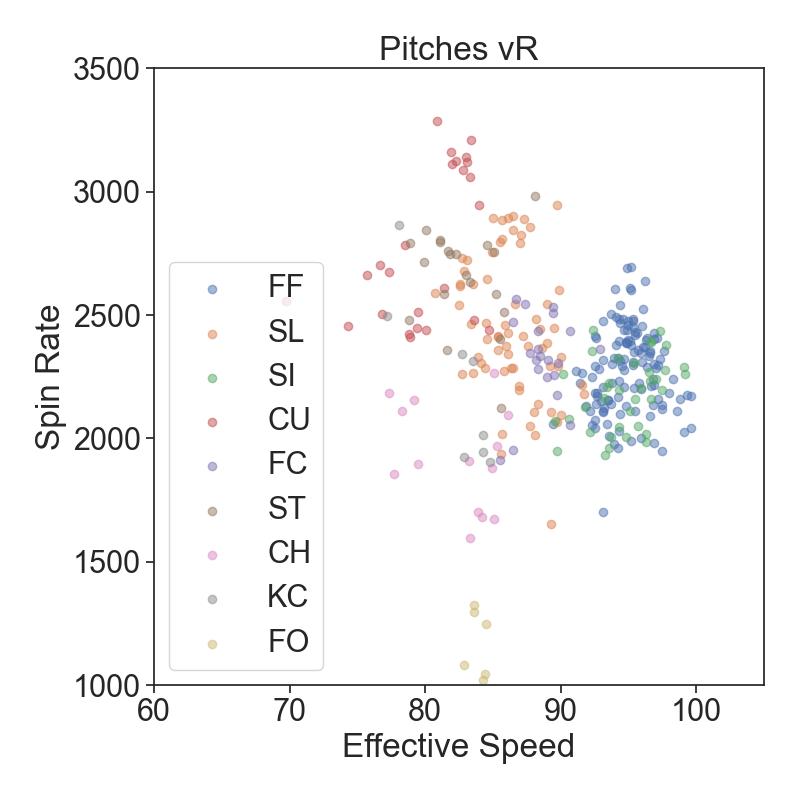 Pitches vR
3500
3000
2500
2000
1500
1000
Spin Rate
FF
SL
SI
CU
FC
ST
CH
KC
FO
60 70 80 90 100
Effective Speed